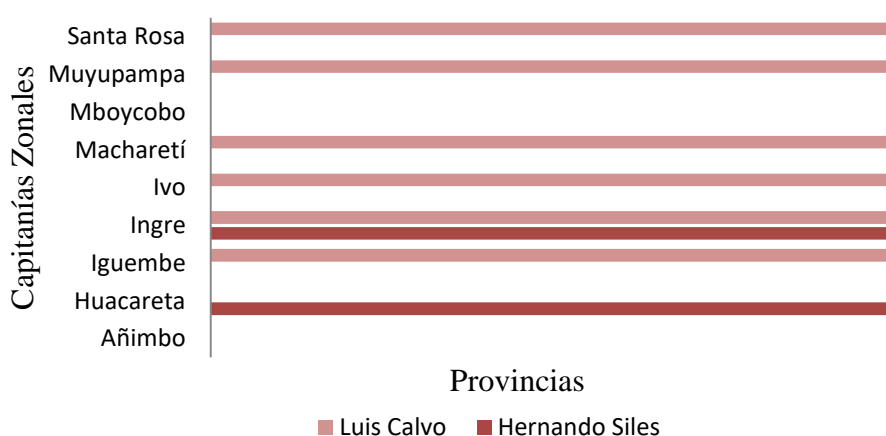 Capitanías Zonales
Santa Rosa
Muyupampa
Mboycobo
Macharetí
Ivo
Ingre
Iguembe
Huacareta
Añimbo
Provincias
Luis Calvo
Hernando Siles